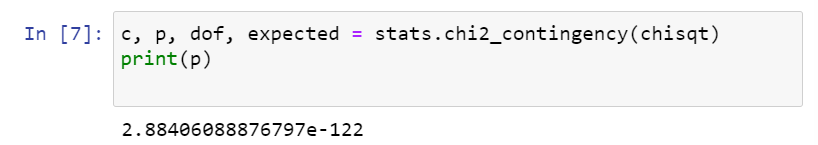 In [7]: c, p, dof, expected = stats.chi2_contingency(chisqt)
print(p)
2.88406088876797e-122